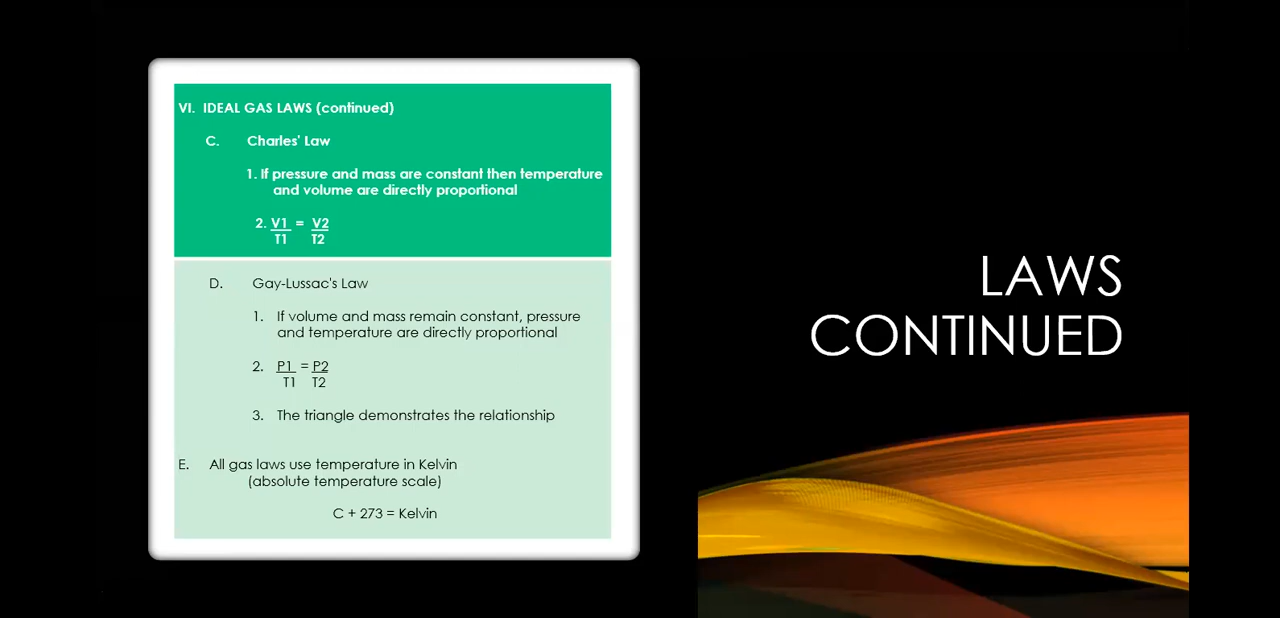 VI. IDEAL GAS LAWS (continued)
C. Charles' Law
1. If pressure and mass are constant then temperature
and volume are directly proportional
2. V1 = V2
T1 T2
D. Gay-Lussac's Law
1. If volume and mass remain constant, pressure
and temperature are directly proportional
2. P1 = P2
T1 T2
3. The triangle demonstrates the relationship
E. All gas laws use temperature in Kelvin
(absolute temperature scale)
C + 273 = Kelvin
LAWS
CONTINUED